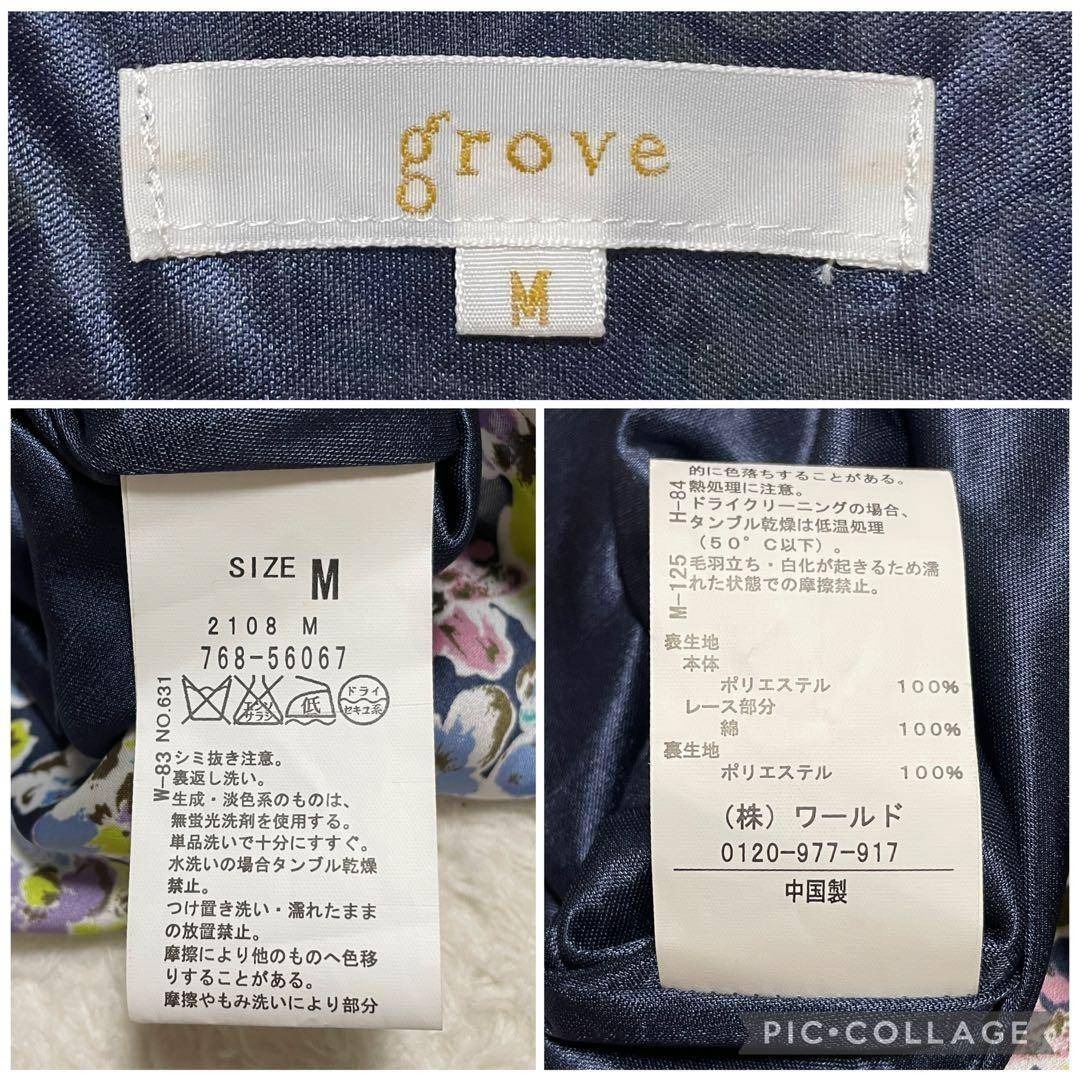 grove
M
SIZE M
2108 M
768-56067
エンソ
サラシ
低
ドライ
セキユ系
W-83 NO.631
シミ抜き注意。
裏返し洗い。
生成・淡色系のものは、
無蛍光洗剤を使用する。
単品洗いで十分にすすぐ。
水洗いの場合タンブル乾燥
禁止。
つけ置き洗い・濡れたまま
の放置禁止。
摩擦により他のものへ色移
りすることがある。
摩擦やもみ洗いにより部分
M-125 H-84
的に色落ちすることがある。
熱処理に注意。
ドライクリーニングの場合、
タンブル乾燥は低温処理
(50°C以下)。
毛羽立ち・白化が起きるため濡
れた状態での摩擦禁止。
表生地
本体
ポリエステル 100%
レース部分
綿 100%
裏生地
ポリエステル 100%
(株)ワールド
0120-977-917
中国製
PIC•COLLAGE